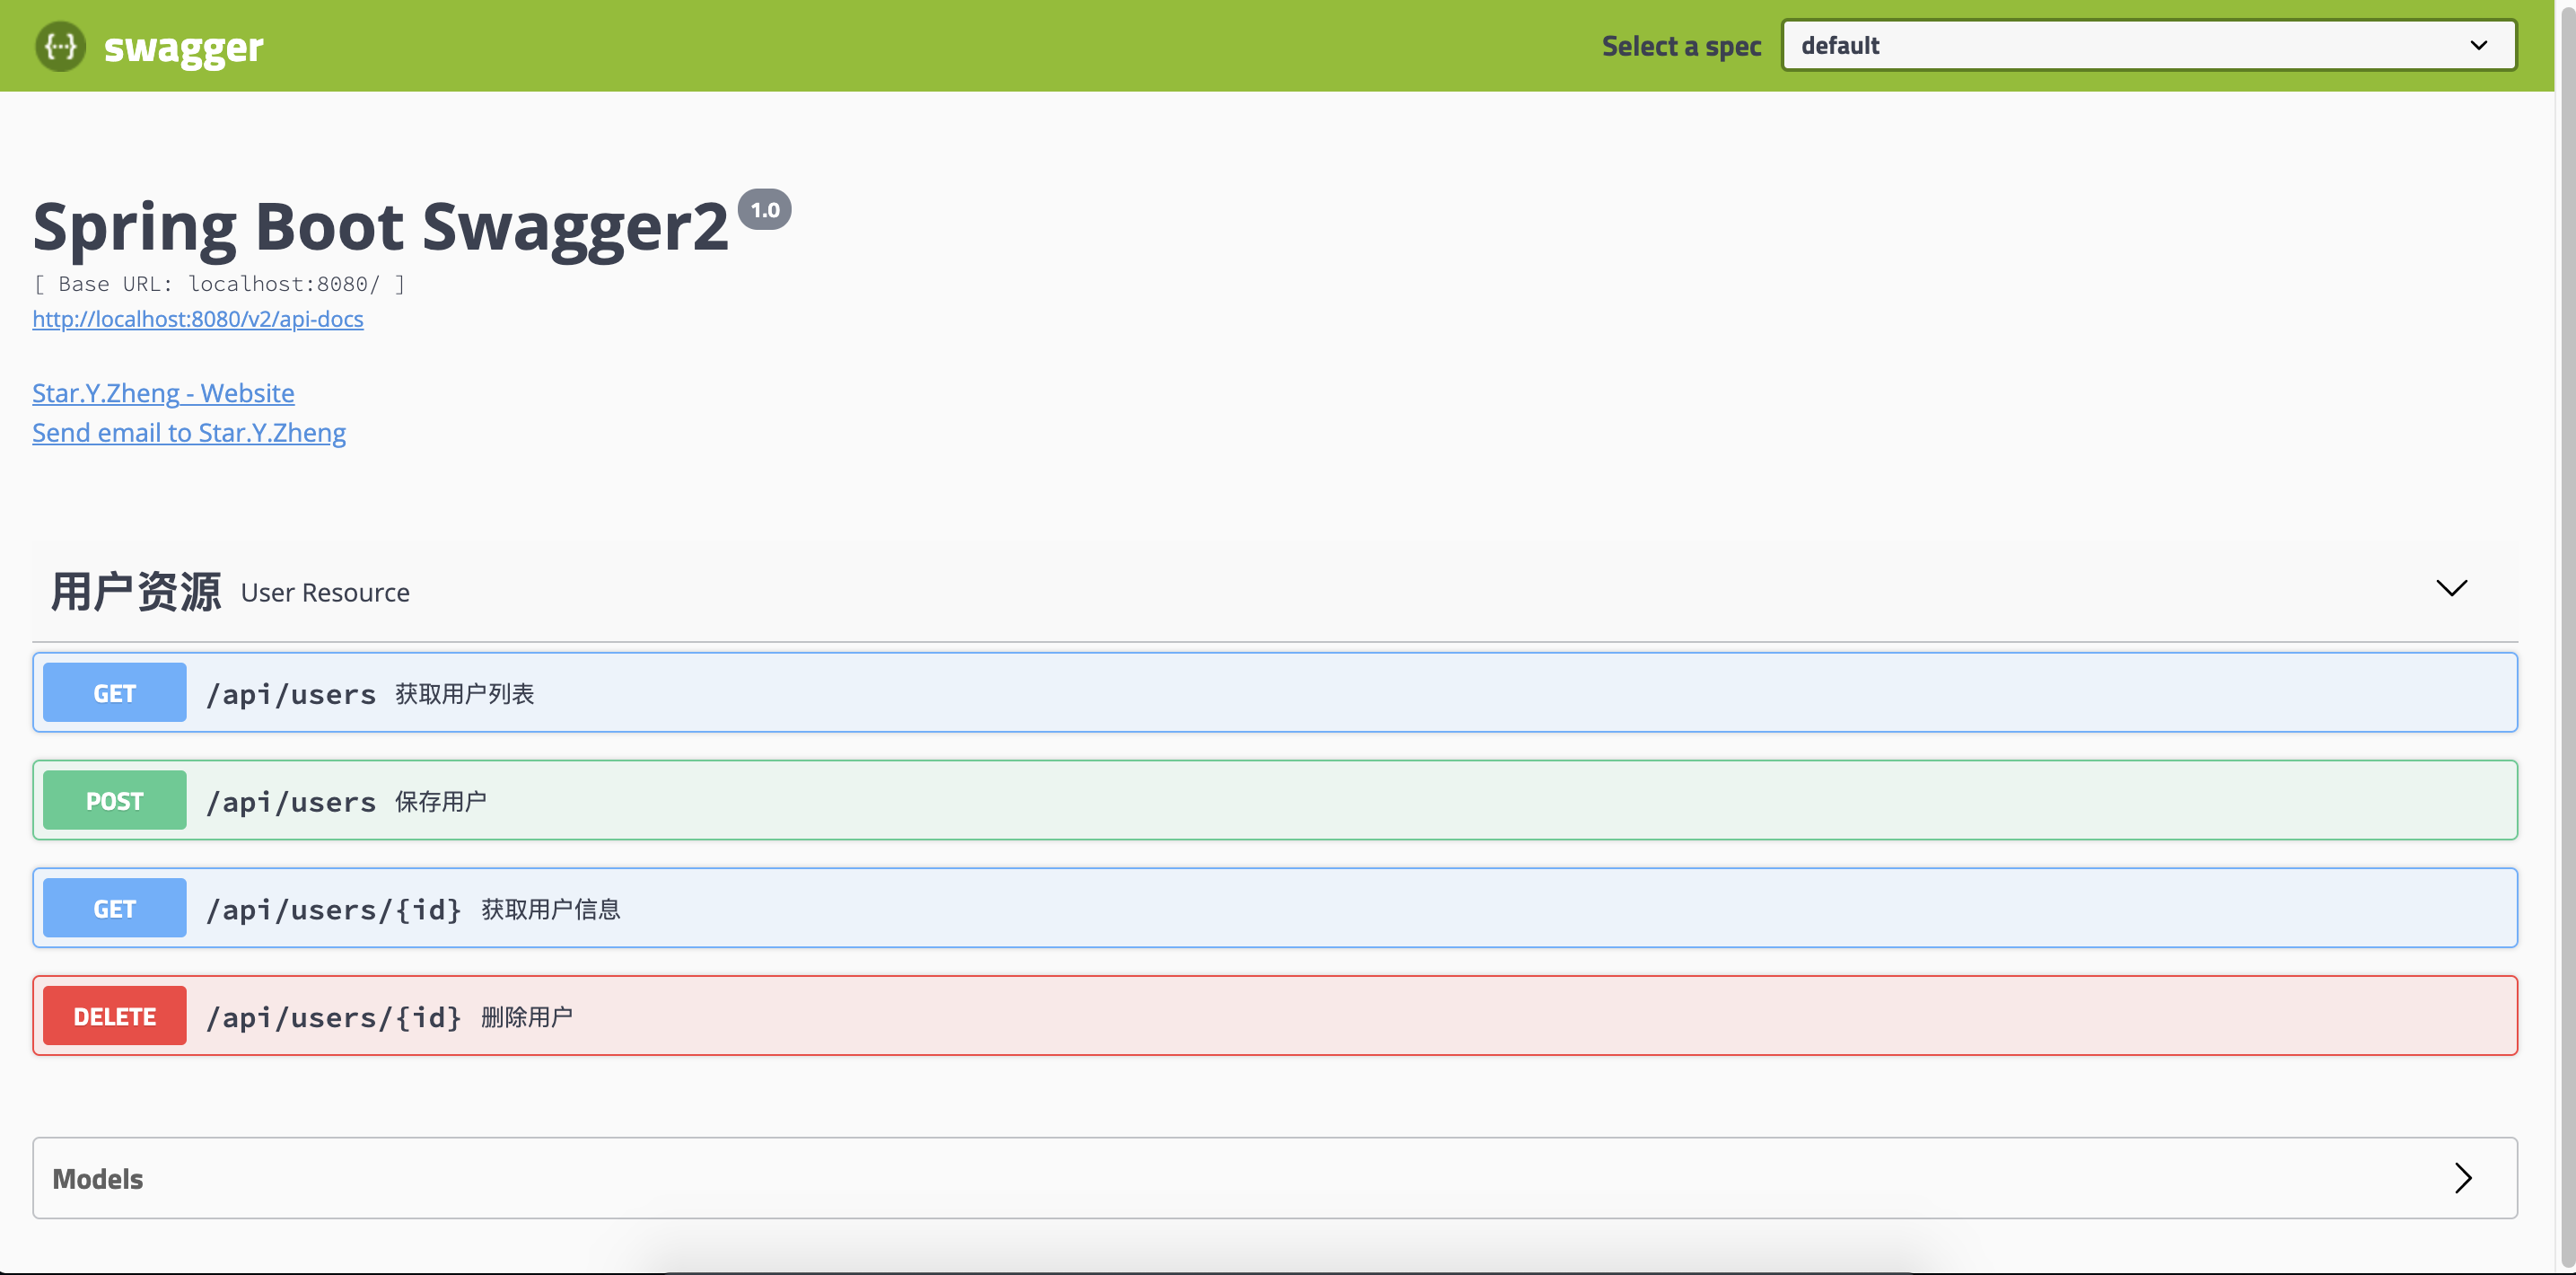 swagger
Select a spec
default
Spring Boot Swagger2 1.0
[ Base URL: localhost:8080/ ]
http://localhost:8080/v2/api-docs
Star.Y.Zheng - Website
Send email to Star.Y.Zheng
用户资源 User Resource
GET /api/users 获取用户列表
POST /api/users 保存用户
GET /api/users/{id} 获取用户信息
DELETE /api/users/{id} 删除用户
Models